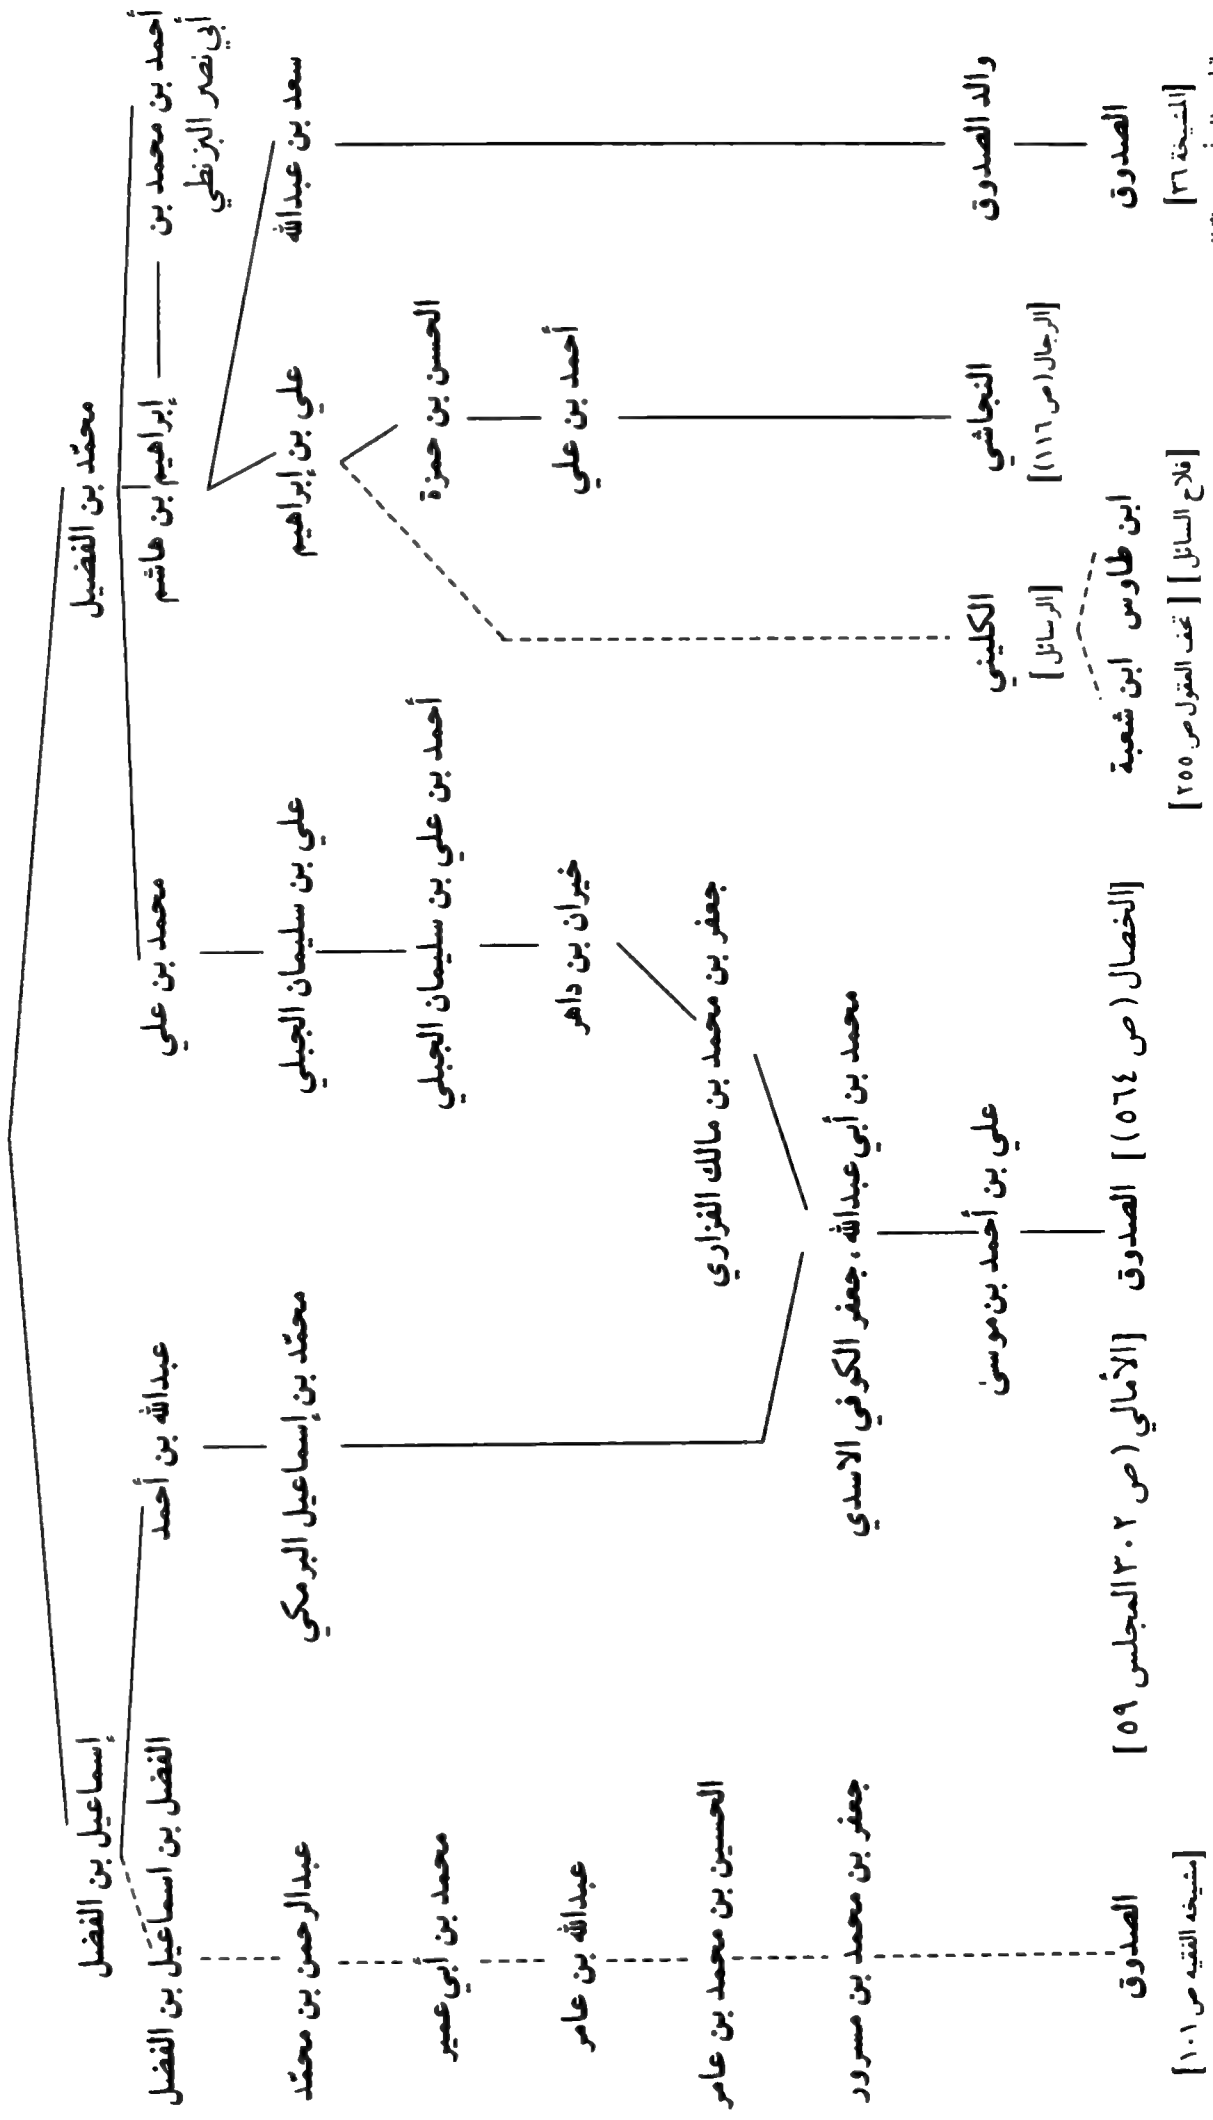 محمّد بن الفضيل
إسماعيل بن الفضل
أحمد بن محمد بن
أبي نصر البزنطي
إبراهيم
بن هاشم
محمد بن علي
عبدالله بن أحمد
الفضل بن اسماعيل بن الفضل
سعد بن عبدالله
علي بن إبراهيم
علي بن سليمان الجبلي
محمّد بن إسماعيل البرمكي
عبدالرحمن بن محمّد
الحسن بن حمزة
أحمد بن علي بن سليمان الجبلي
محمد بن أبي عمير
أحمد بن علي
خيران بن داهر
عبدالله بن عامر
جعفر بن محمد بن مالك الفزاري
الحسين بن محمد بن عامر
محمد بن أبي عبدالله، جعفر الكوفي الاسدي
جعفر بن محمد بن مسرور
والد الصدوق
النجاشي
[الرجال (ص ١١٦)]
الكليني
[الرسائل]
علي بن أحمد بن موسىٰ
الصدوق
[المشيخة ٣٦]
ابن طاوس ابن شعبة
[فلاح السائل] [تحف العقول ص ٢٥٥]
[الخصال (ص ٥٦٤)] الصدوق [الأمالي (ص ٣٠٢ المجلس ٥٩]
الصدوق
[مشيخه الفقيه ص ١٠١]